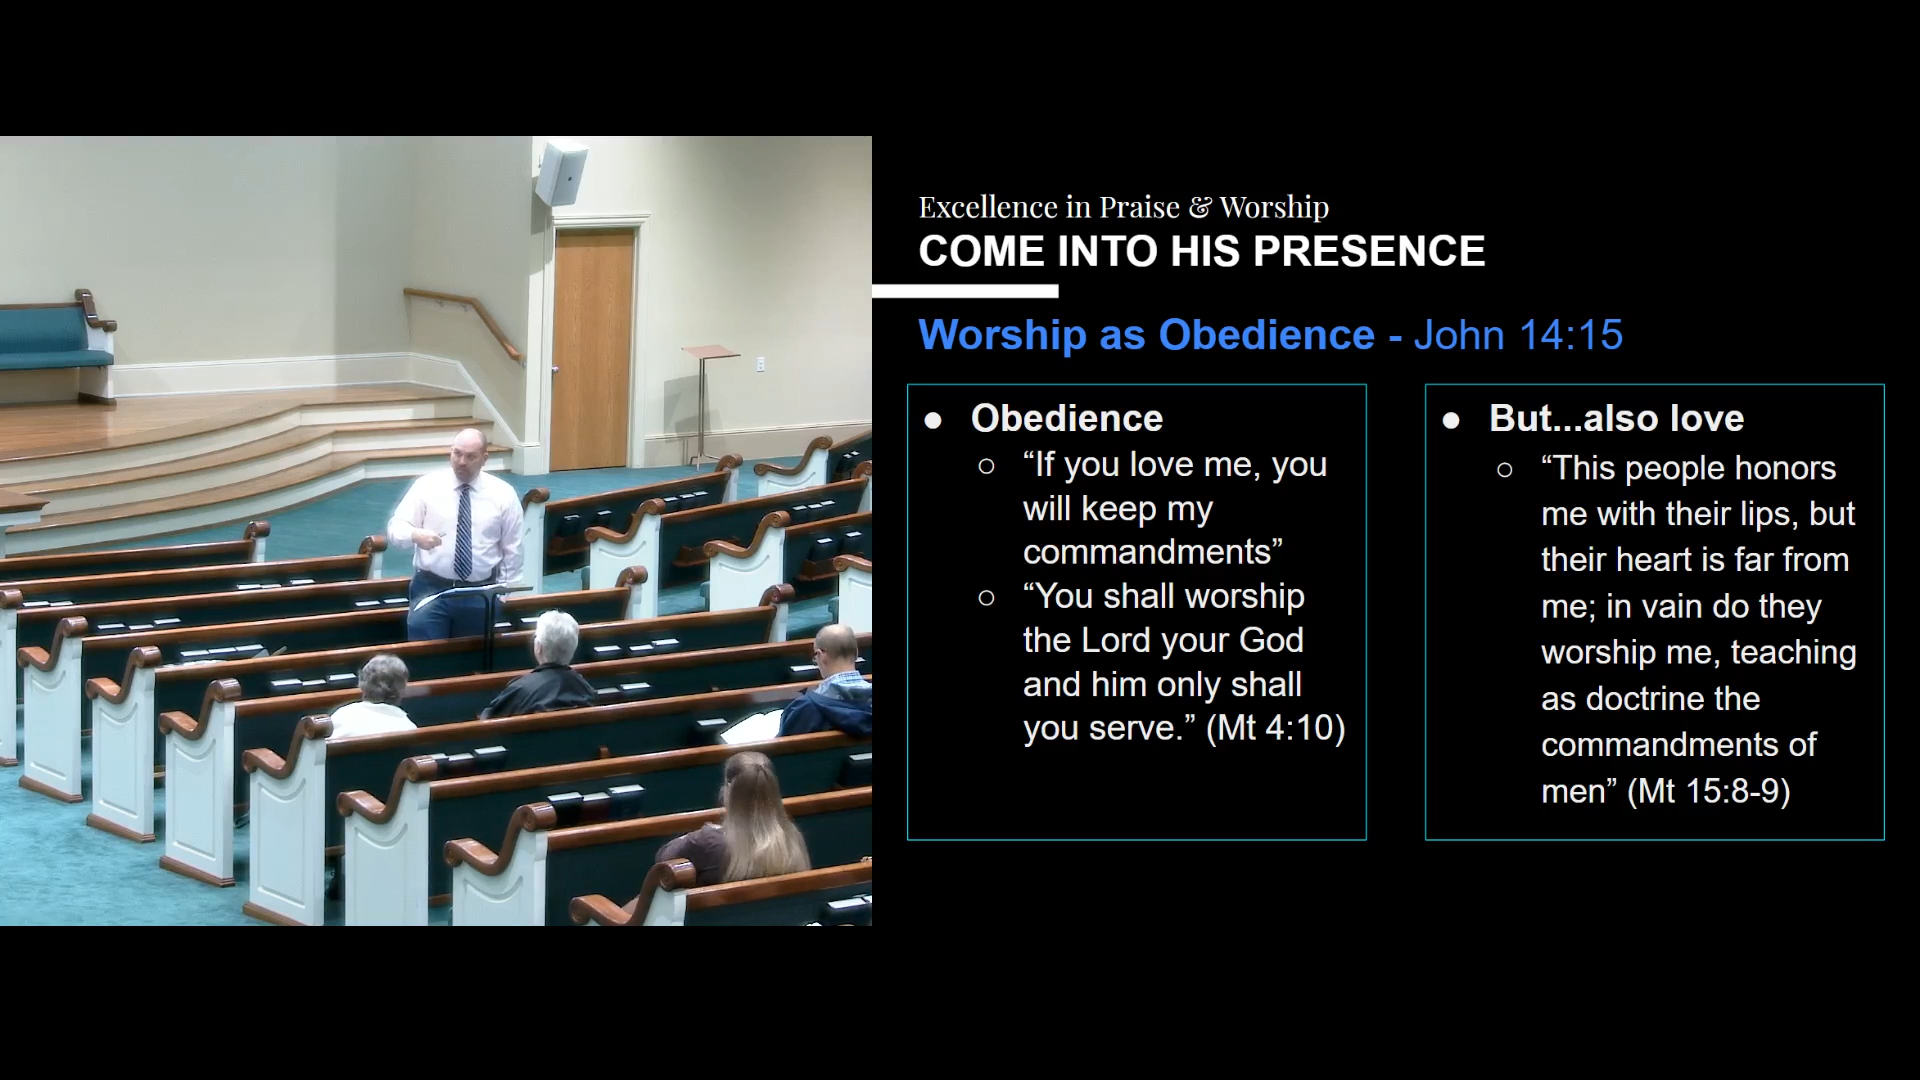 Excellence in Praise & Worship
COME INTO HIS PRESENCE
Worship as Obedience - John 14:15
● Obedience
○ “If you love me, you
will keep my
commandments”
○ “You shall worship
the Lord your God
and him only shall
you serve.” (Mt 4:10)
● But...also love
○ “This people honors
me with their lips, but
their heart is far from
me; in vain do they
worship me, teaching
as doctrine the
commandments of
men” (Mt 15:8-9)